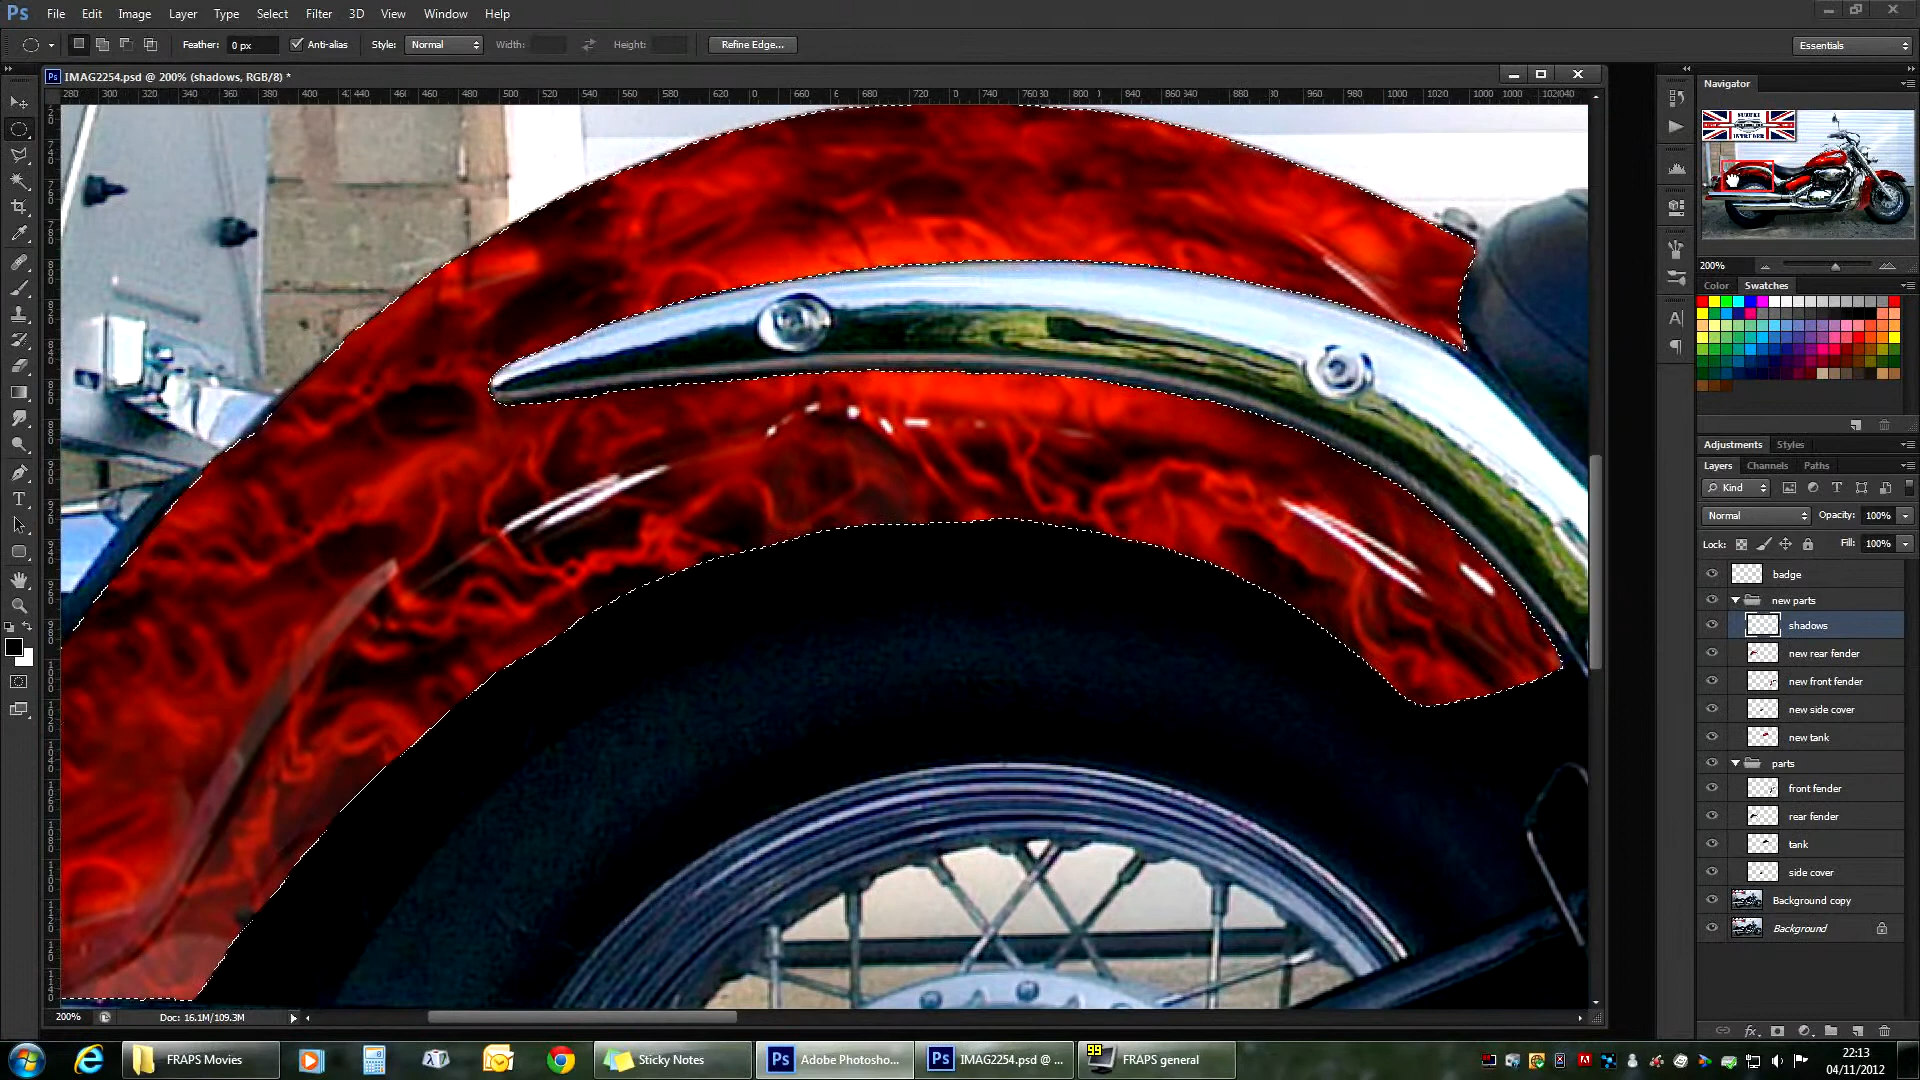 Ps File Edit Image Layer Type Select Filter 3D View Window Help
Feather: 0 px Anti-alias Style: Normal Width: Height: Refine Edge... Essentials
IMAG2254.psd @ 200% (shadows, RGB/8) *
Navigator
SUZUKI
INTRUDER
200%
Color Swatches
Adjustments Styles
Layers Channels Paths
Kind
Normal Opacity: 100%
Lock: Fill: 100%
badge
new parts
shadows
new rear fender
new front fender
new side cover
new tank
parts
front fender
rear fender
tank
side cover
Background copy
Background
200% Doc: 16.1M/109.3M
FRAPS Movies Sticky Notes Adobe Photosho... IMAG2254.psd @ ... 99 FRAPS general
22:13
04/11/2012